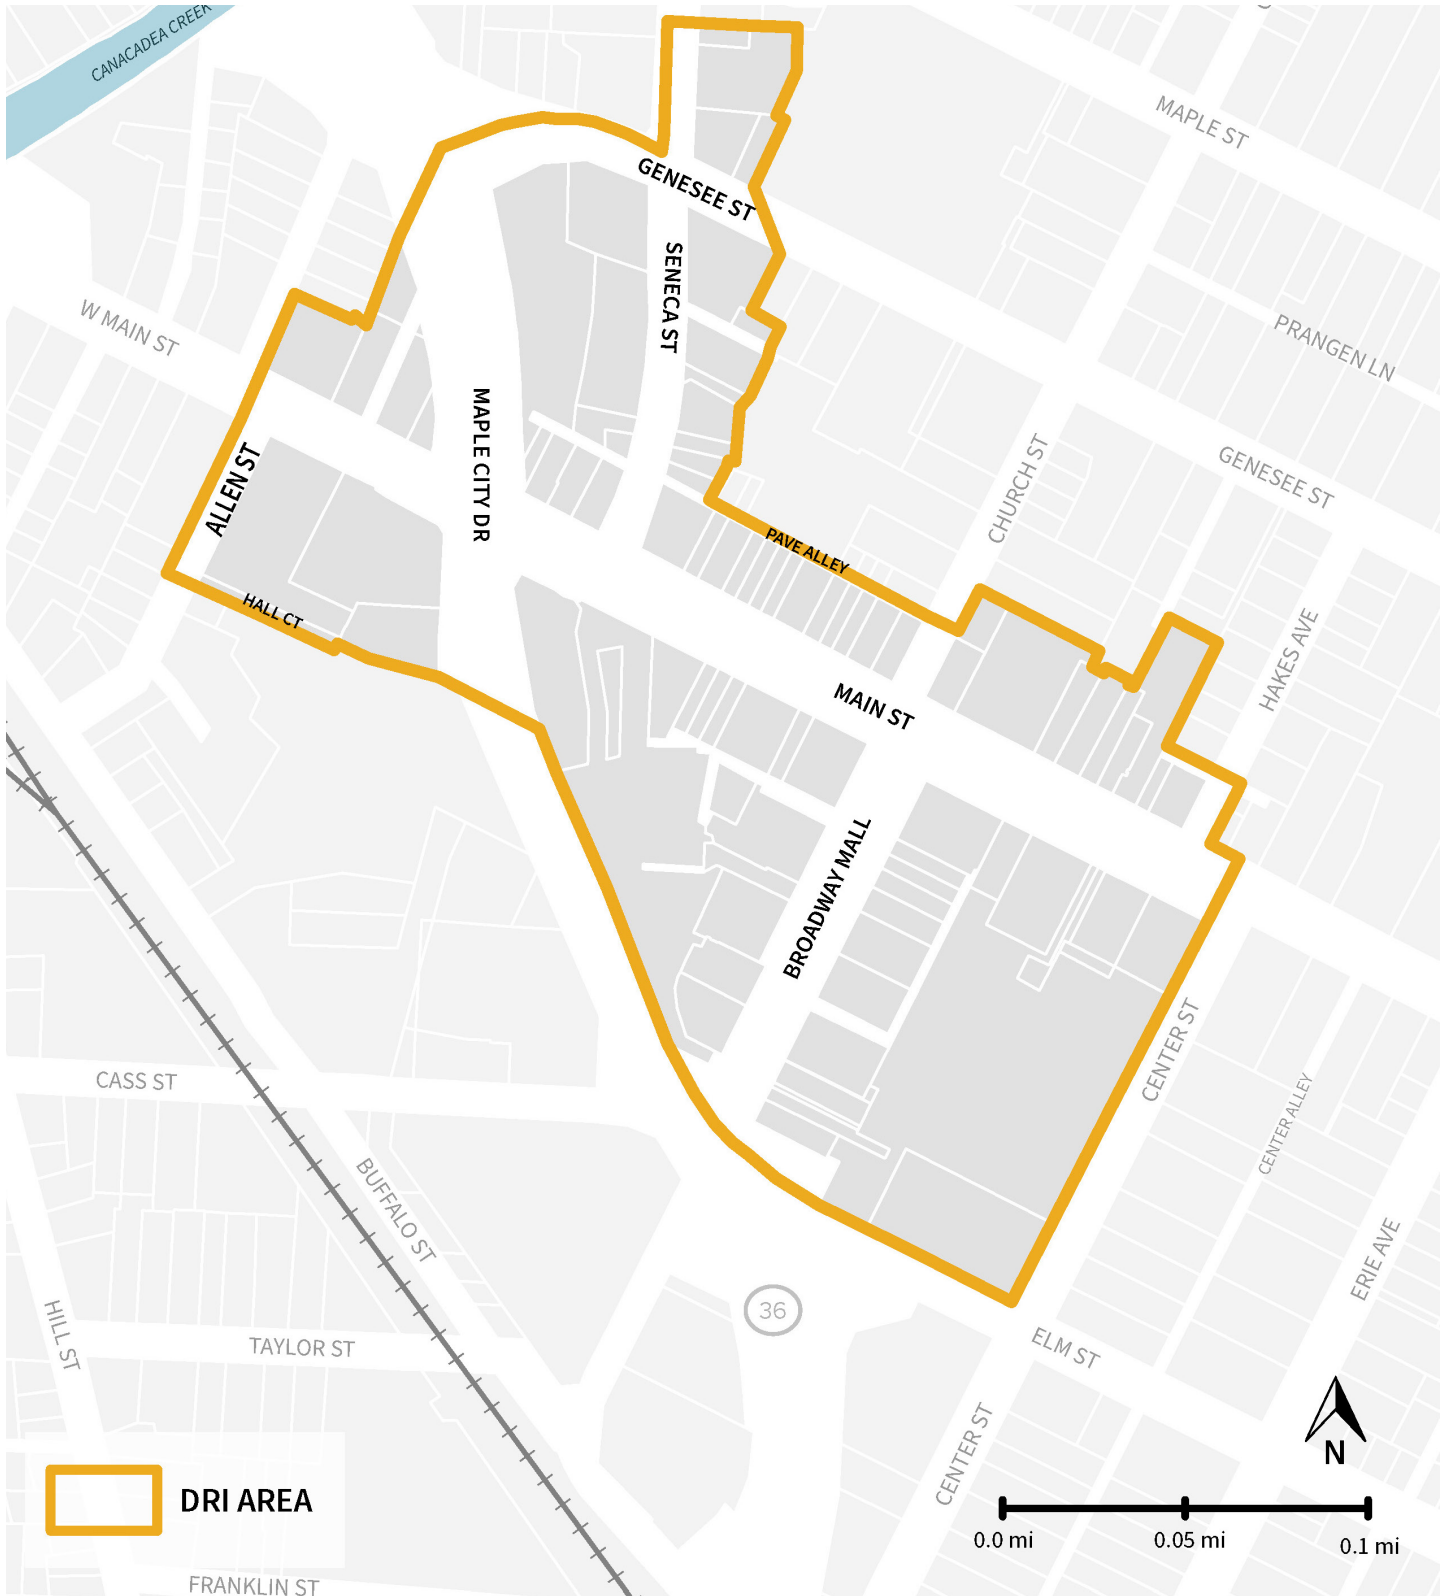 CANACADEA CREEK
MAPLE ST
GENESEE ST
SENECA ST
W MAIN ST
PRANGEN LN
MAPLE CITY DR
ALLEN ST
CHURCH ST
GENESEE ST
PAVE ALLEY
HALL CT
HAKES AVE
MAIN ST
BROADWAY MALL
CENTER ST
CASS ST
CENTER ALLEY
BUFFALO ST
ERIE AVE
36
HILL ST
TAYLOR ST
ELM ST
CENTER ST
N
DRI AREA
0.0 mi
0.05 mi
0.1 mi
FRANKLIN ST